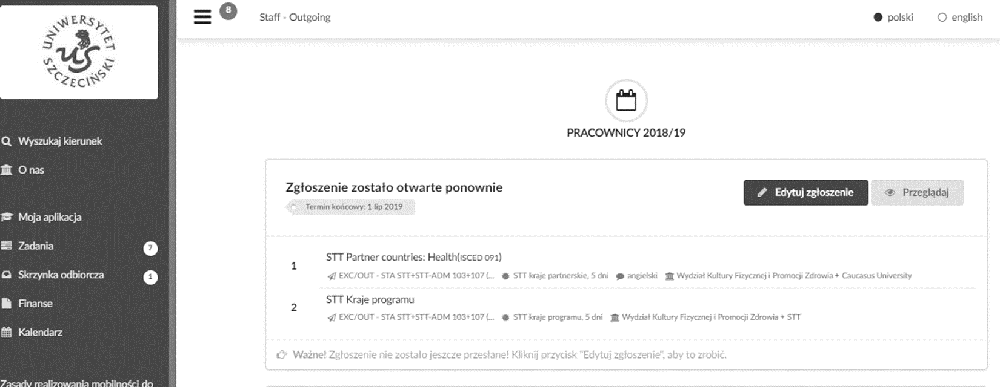 UNIWERSYTET
SZCZECIŃSKI
US
8
Staff - Outgoing
polski
english
Wyszukaj kierunek
O nas
Moja aplikacja
Zadania 7
Skrzynka odbiorcza 1
Finanse
Kalendarz
Zasady realizowania mobilności do
PRACOWNICY 2018/19
Zgłoszenie zostało otwarte ponownie
Termin końcowy: 1 lip 2019
Edytuj zgłoszenie
Przeglądaj
1
STT Partner countries: Health(ISCED 091)
EXC/OUT - STA STT+STT-ADM 103+107 (... STT kraje partnerskie, 5 dni angielski Wydział Kultury Fizycznej i Promocji Zdrowia + Caucasus University
2
STT Kraje programu
EXC/OUT - STA STT+STT-ADM 103+107 (... STT kraje programu, 5 dni Wydział Kultury Fizycznej i Promocji Zdrowia + STT
Ważne! Zgłoszenie nie zostało jeszcze przesłane! Kliknij przycisk "Edytuj zgłoszenie", aby to zrobić.